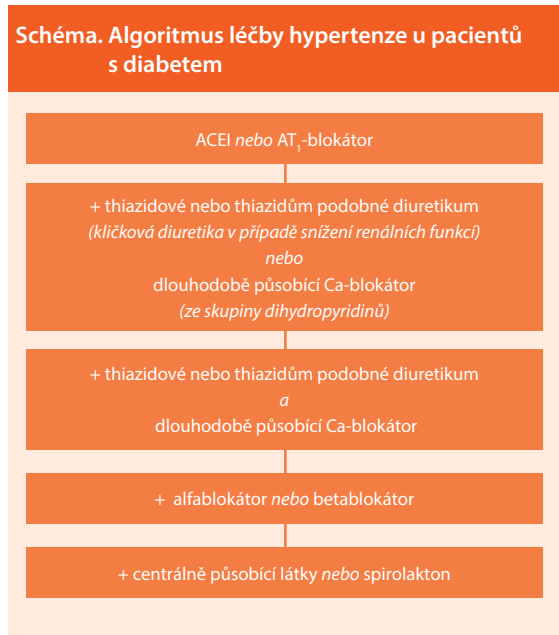 Schéma. Algoritmus léčby hypertenze u pacientů
s diabetem
ACEI nebo AT1-blokátor
+ thiazidové nebo thiazidům podobné diuretikum
(kličková diuretika v případě snížení renálních funkcí)
nebo
dlouhodobě působící Ca-blokátor
(ze skupiny dihydropyridinů)
+ thiazidové nebo thiazidům podobné diuretikum
a
dlouhodobě působící Ca-blokátor
+ alfablokátor nebo betablokátor
+ centrálně působící látky nebo spirolakton